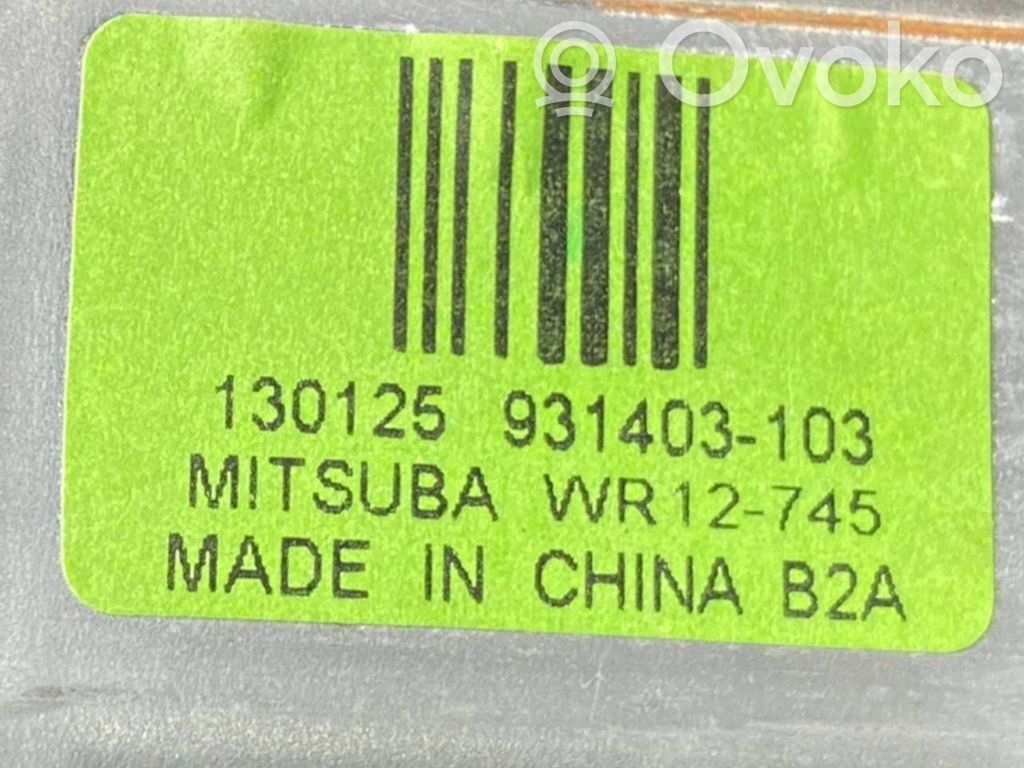 Ovoko
130125 931403-103
MITSUBA WR12-745
MADE IN CHINA B2A